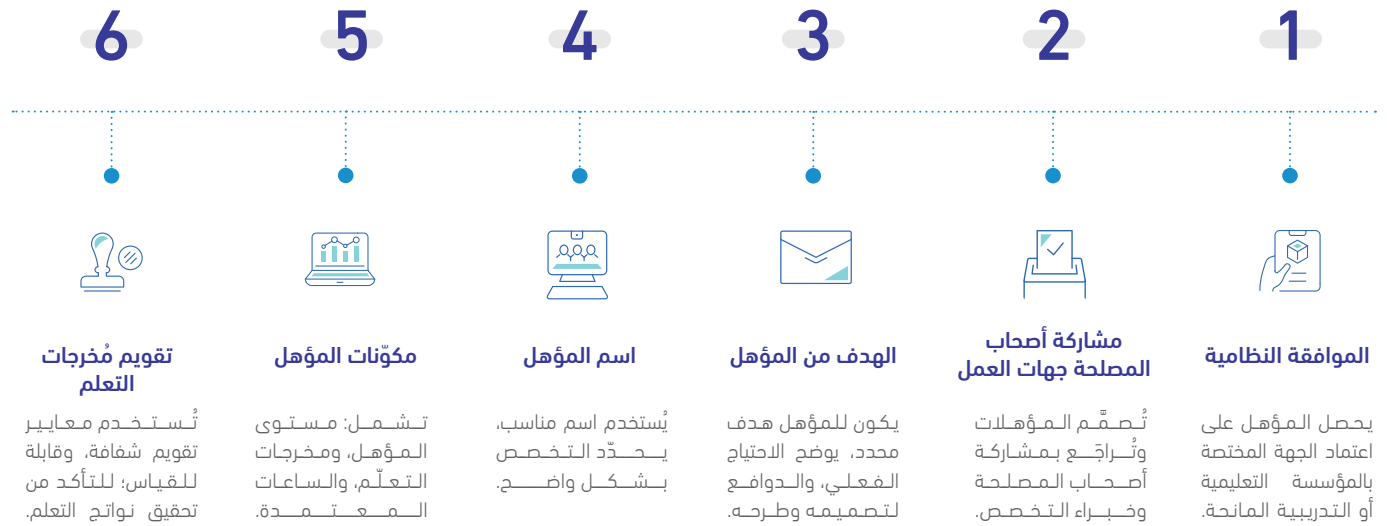 1
الموافقة النظامية
يحصل المؤهل على
اعتماد الجهة المختصة
بالمؤسسة التعليمية
أو التدريبية المانحة.
2
مشاركة أصحاب
المصلحة جهات العمل
تُصمَّم المؤهلات
وتُراجَع بمشاركة
أصحاب المصلحة
وخبراء التخصص.
3
الهدف من المؤهل
يكون للمؤهل هدف
محدد، يوضح الاحتياج
الفعلي، والدوافع
لتصميمه وطرحه.
4
اسم المؤهل
يُستخدم اسم مناسب،
يحدّد التخصص
بشكل واضح.
5
مكوّنات المؤهل
تشمل: مستوى
المؤهل، ومخرجات
التعلّم، والساعات
المعتمدة.
6
تقويم مُخرجات
التعلم
تُستخدم معايير
تقويم شفافة، وقابلة
للقياس؛ للتأكد من
تحقيق نواتج التعلم.